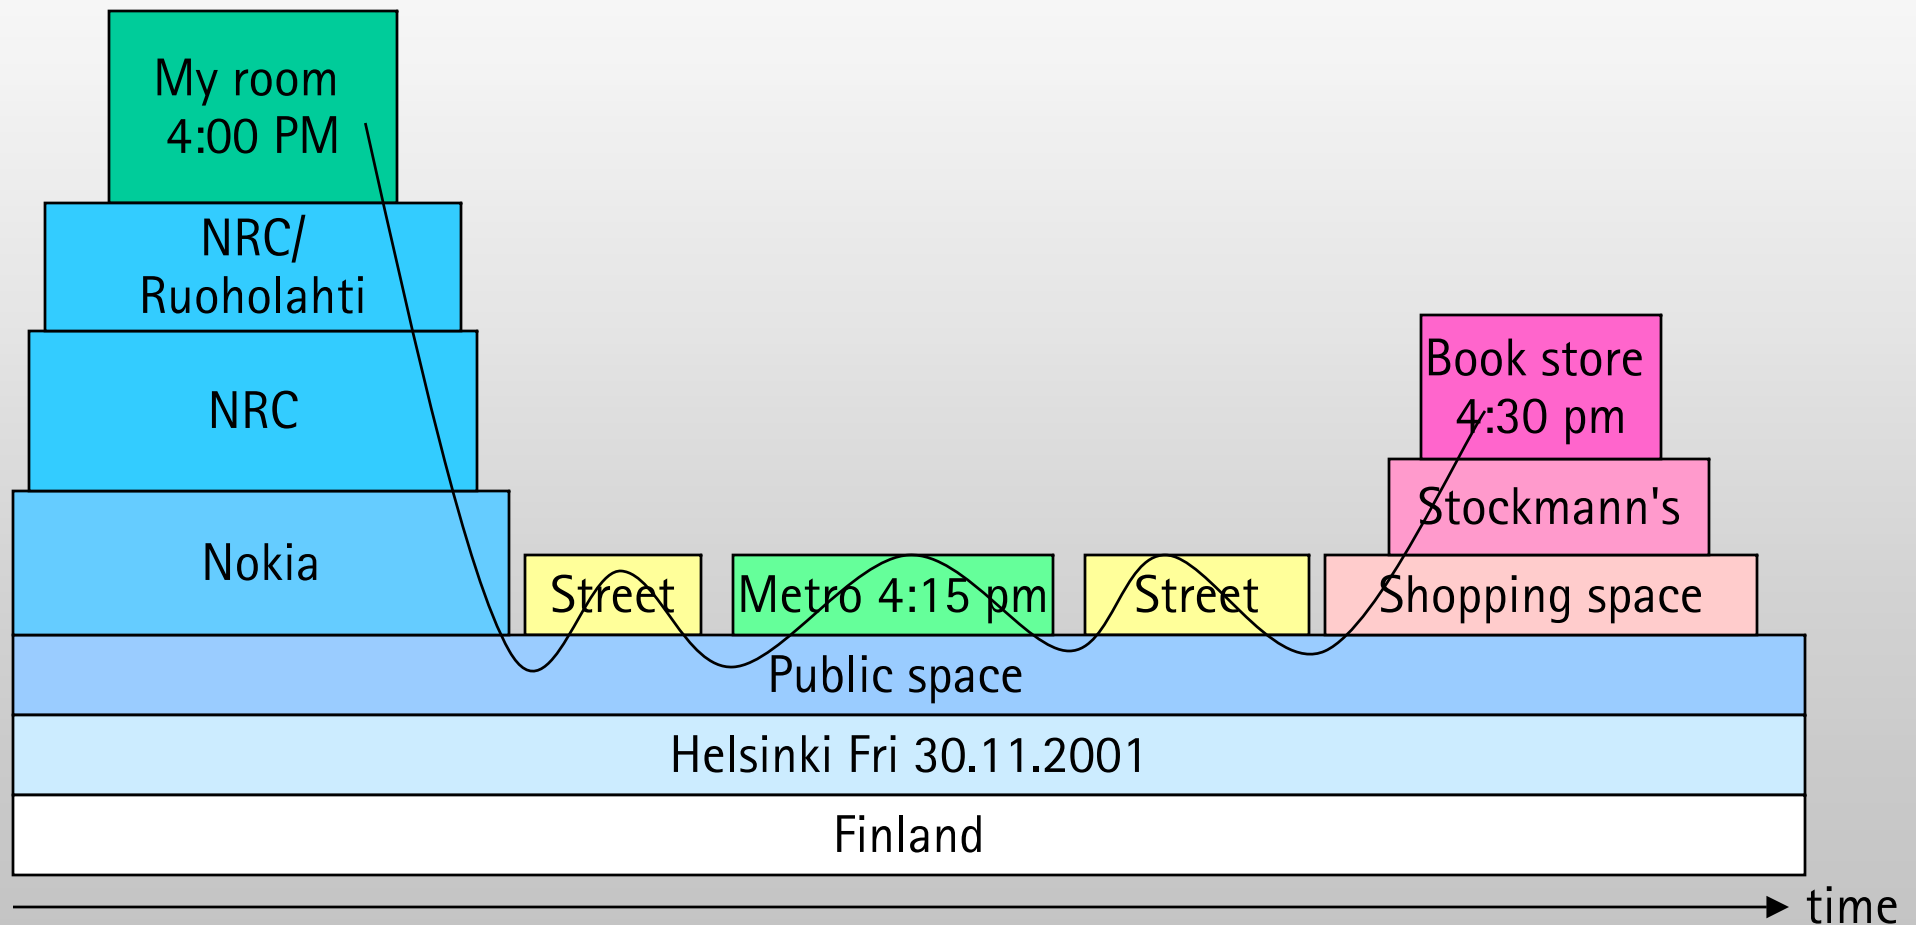 My room
4:00 PM
NRC/
Ruoholahti
NRC
Nokia
Street
Metro 4:15 pm
Street
Book store
4:30 pm
Stockmann's
Shopping space
Public space
Helsinki Fri 30.11.2001
Finland
time